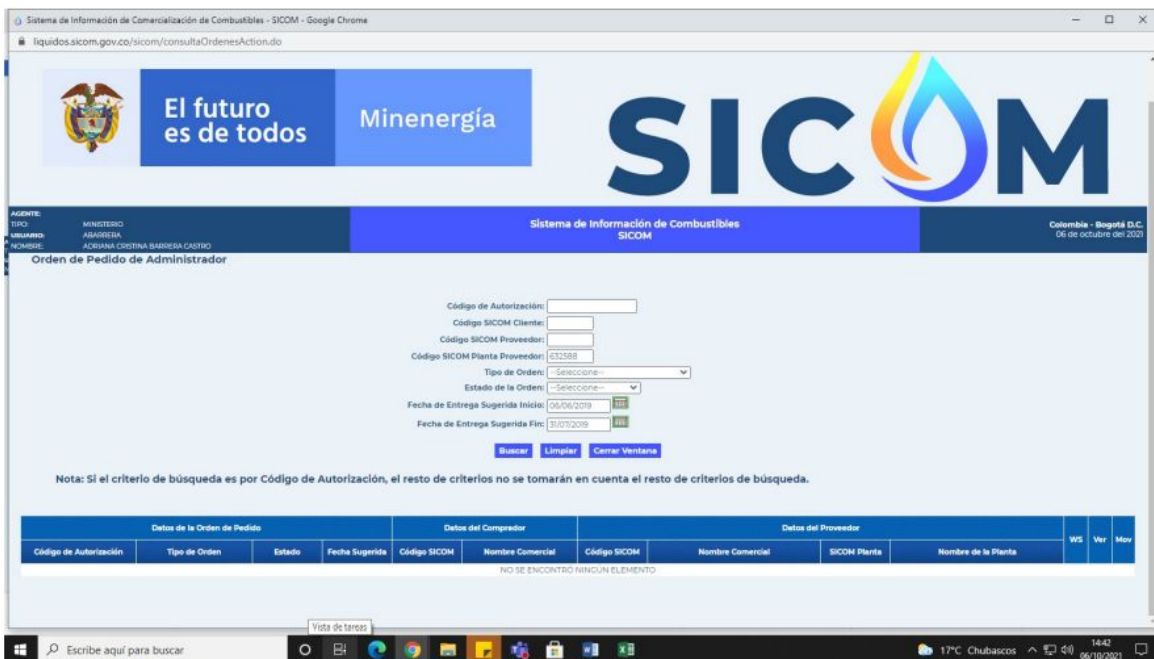 Sistema de Información de Comercialización de Combustibles - SICOM - Google Chrome
liquidos.sicom.gov.co/sicom/consultaOrdenesAction.do
El futuro
es de todos
Minenergía
SICOM
AGENTE:
TIPO: MINISTERIO
USUARIO: ABARRERA
NOMBRE: ADRIANA CRISTINA BARRERA CASTRO
Sistema de Información de Combustibles
SICOM
Colombia - Bogotá D.C.
06 de octubre del 2021
Orden de Pedido de Administrador
Código de Autorización:
Código SICOM Cliente:
Código SICOM Proveedor:
Código SICOM Planta Proveedor: 632588
Tipo de Orden: --Seleccione--
Estado de la Orden: --Seleccione--
Fecha de Entrega Sugerida Inicio: 06/06/2019
Fecha de Entrega Sugerida Fin: 31/07/2019
Buscar Limpiar Cerrar Ventana
Nota: Si el criterio de búsqueda es por Código de Autorización, el resto de criterios no se tomarán en cuenta el resto de criterios de búsqueda.
Datos de la Orden de Pedido Datos del Comprador Datos del Proveedor WS Ver Mov
Código de Autorización Tipo de Orden Estado Fecha Sugerida Código SICOM Nombre Comercial Código SICOM Nombre Comercial SICOM Planta Nombre de la Planta
NO SE ENCONTRO NINGÚN ELEMENTO
Vista de tareas
Escribe aquí para buscar
17°C Chubascos
14:42
06/10/2021